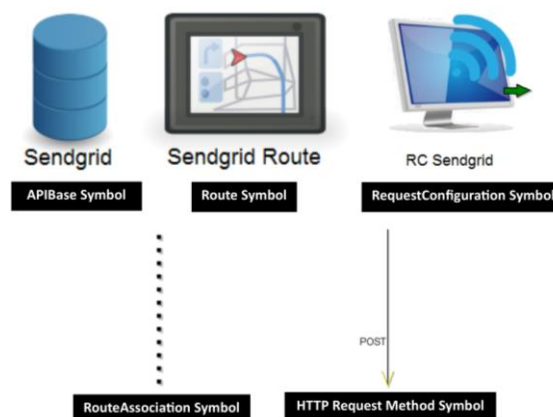 Sendgrid
Sendgrid Route
RC Sendgrid
APIBase Symbol
Route Symbol
RequestConfiguration Symbol
POST
RouteAssociation Symbol
HTTP Request Method Symbol